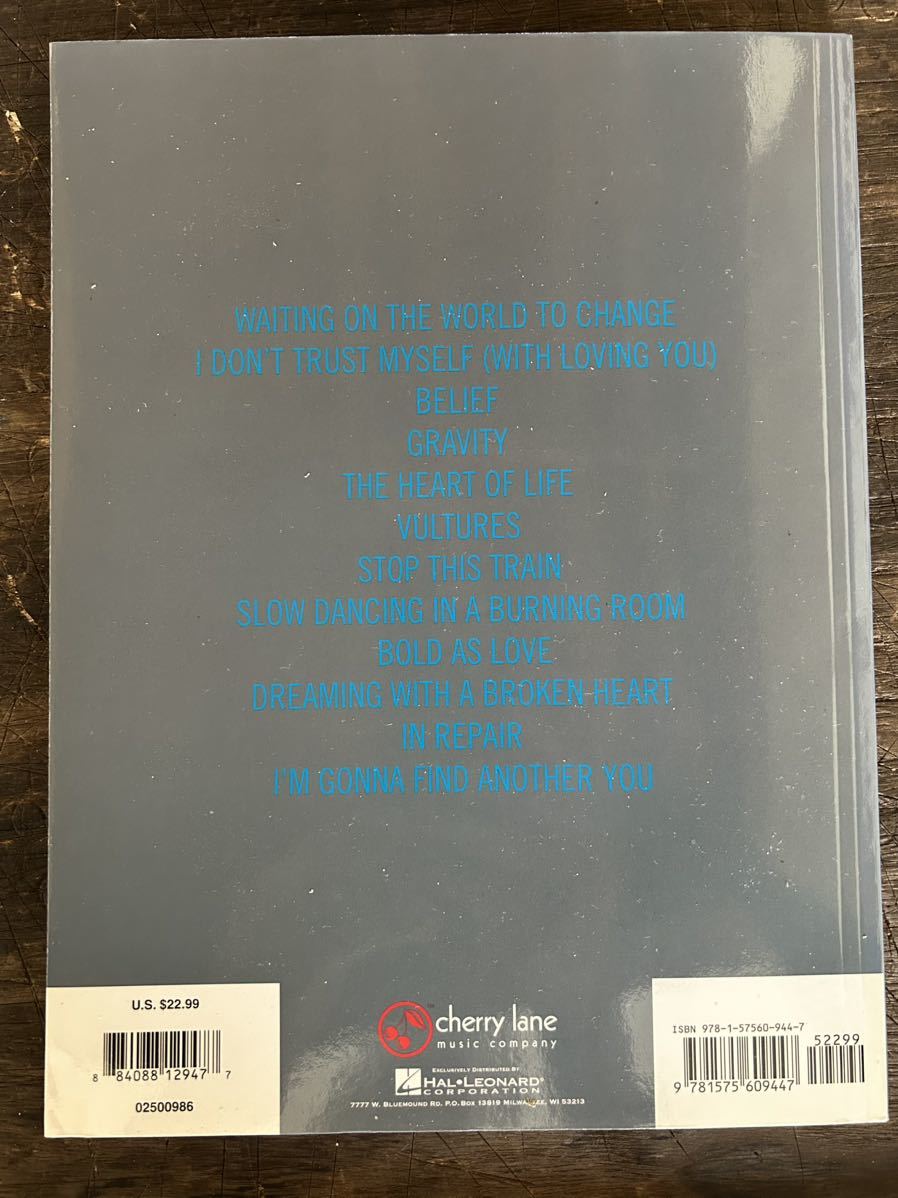 WAITING ON THE WORLD TO CHANGE
I DON'T TRUST MYSELF (WITH LOVING YOU)
BELIEF
GRAVITY
THE HEART OF LIFE
VULTURES
STOP THIS TRAIN
SLOW DANCING IN A BURNING ROOM
BOLD AS LOVE
DREAMING WITH A BROKEN HEART
IN REPAIR
I'M GONNA FIND ANOTHER YOU
U.S. $22.99
8 84088 12947 7
02500986
cherry lane™
music company
EXCLUSIVELY DISTRIBUTED BY
HAL•LEONARD®
CORPORATION
7777 W. BLUEMOUND RD. P.O. BOX 13819 MILWAUKEE, WI 53213
ISBN 978-1-57560-944-7
52299
9 781575 609447